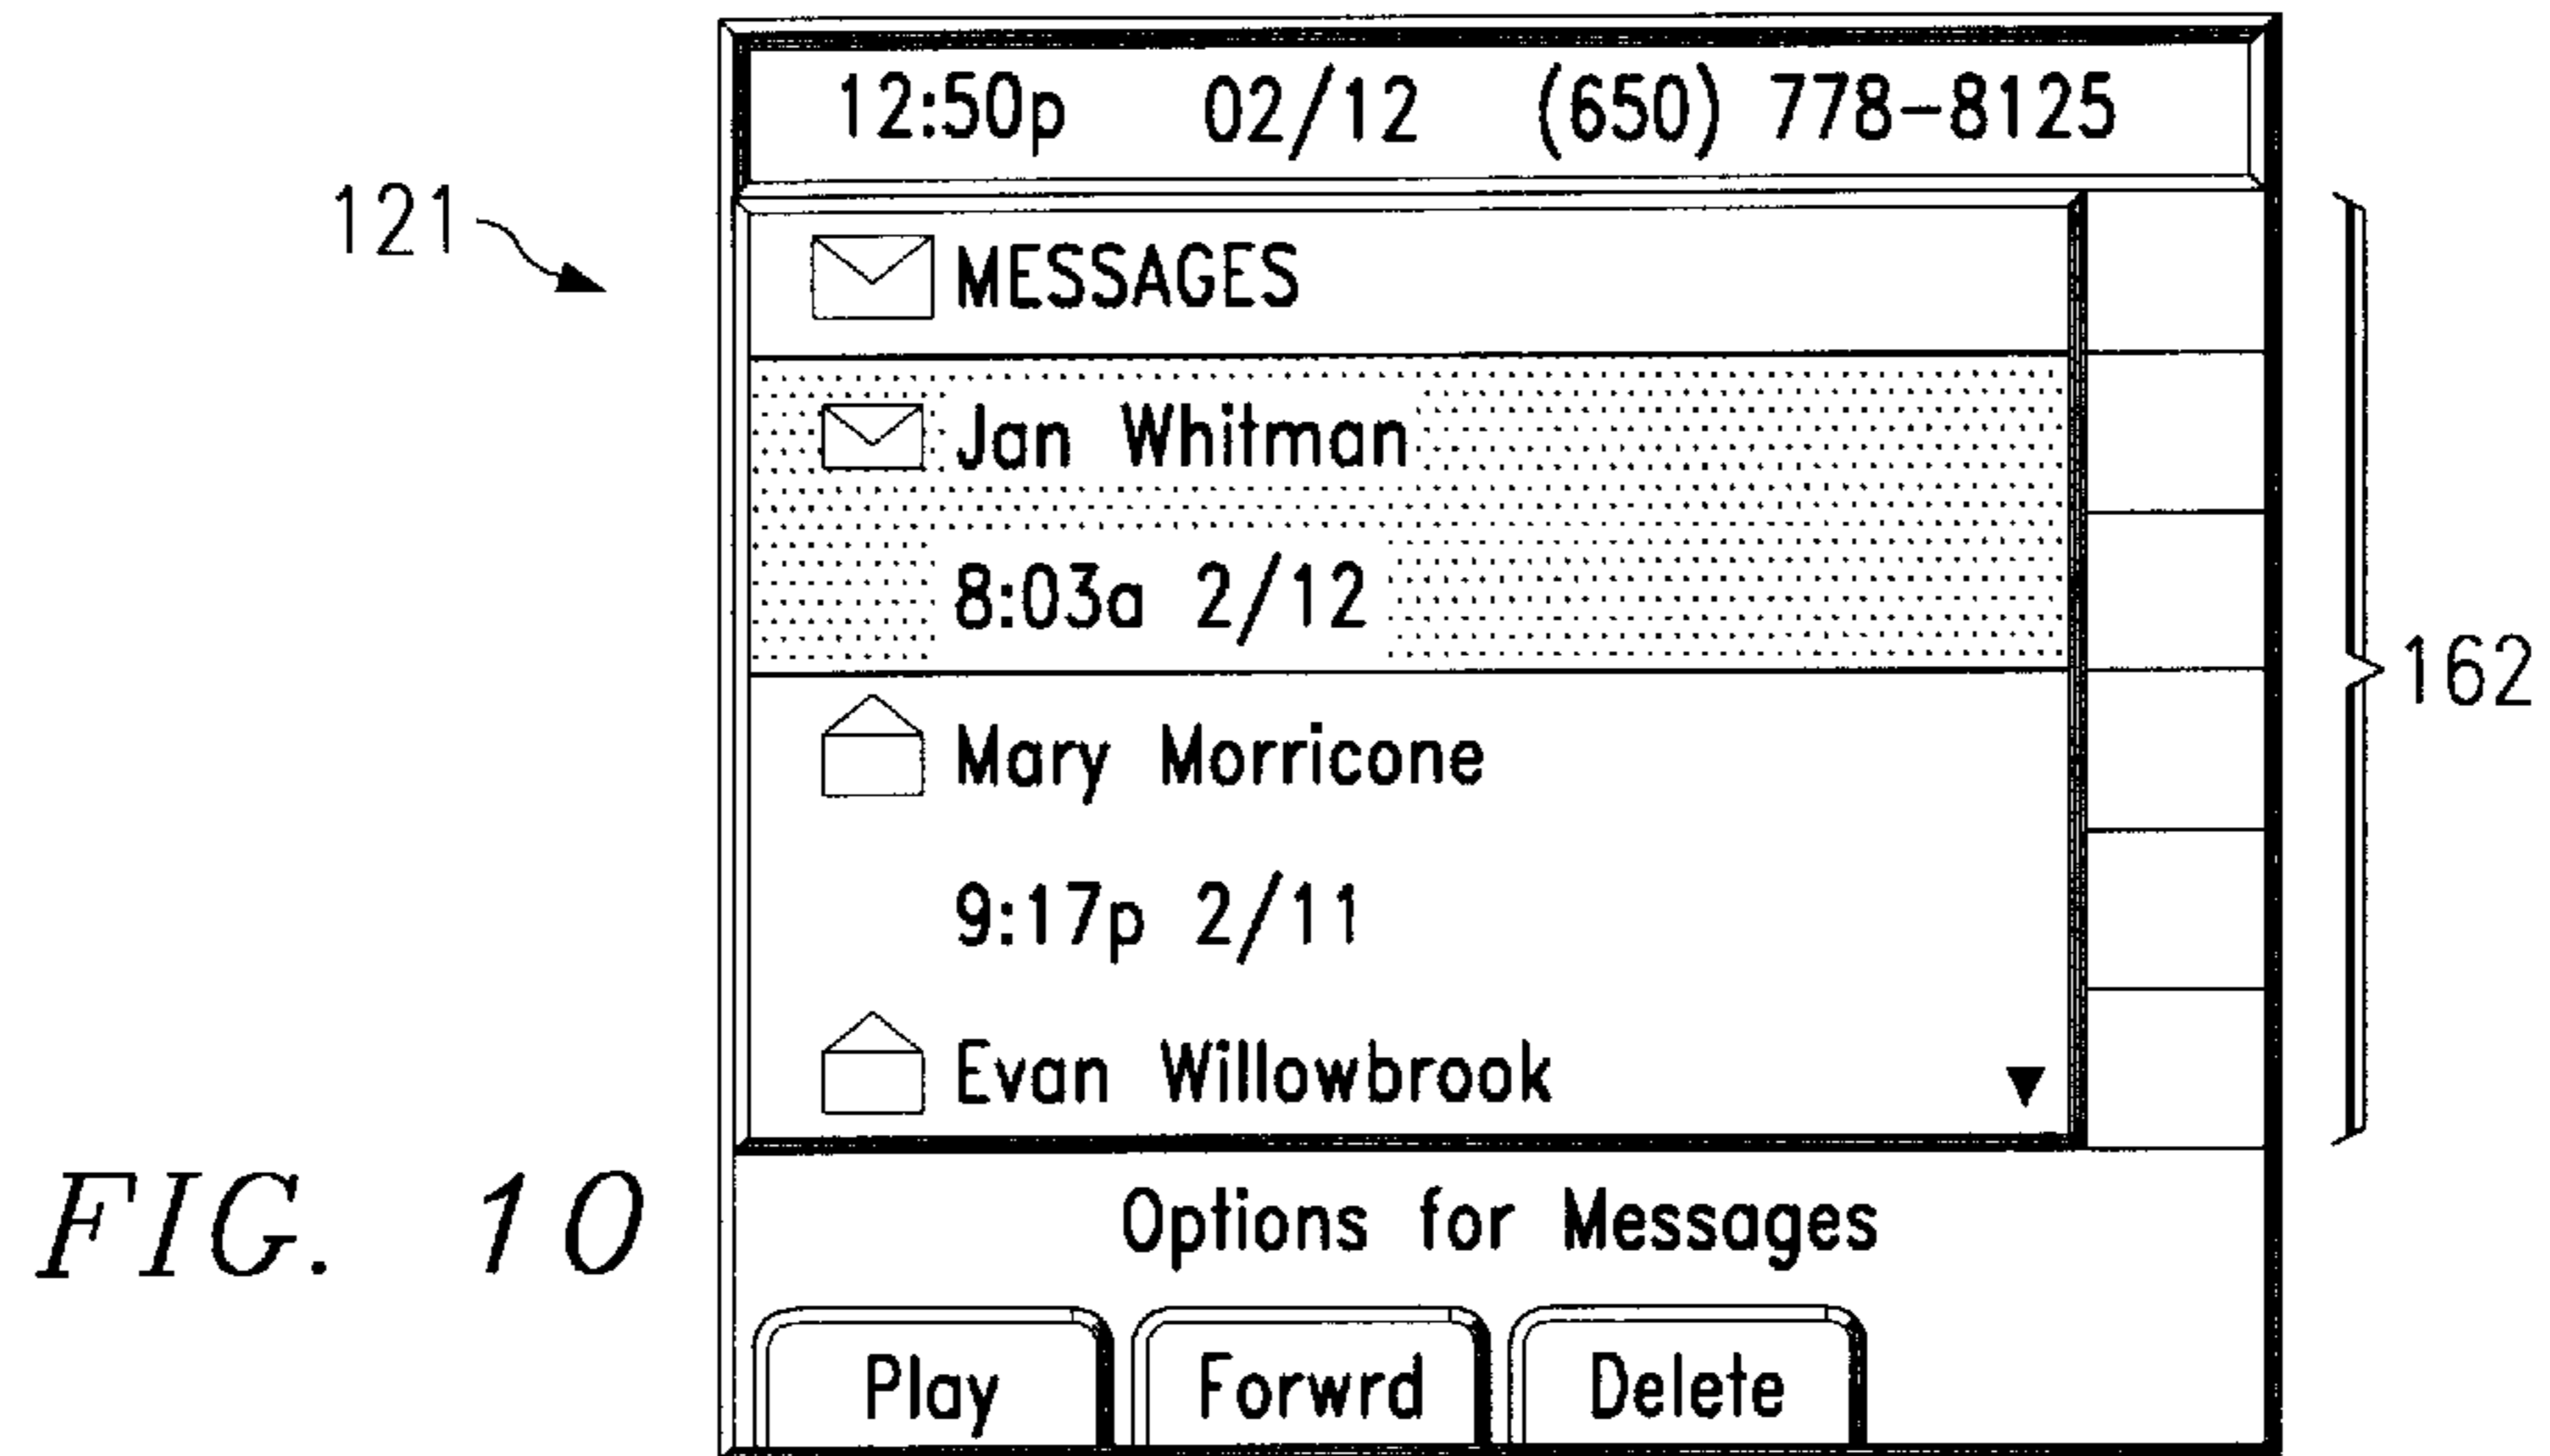 12:50p 02/12 (650) 778-8125
121
MESSAGES
Jan Whitman
8:03a 2/12
162
Mary Morricone
9:17p 2/11
Evan Willowbrook
FIG. 10
Options for Messages
Play Forwrd Delete